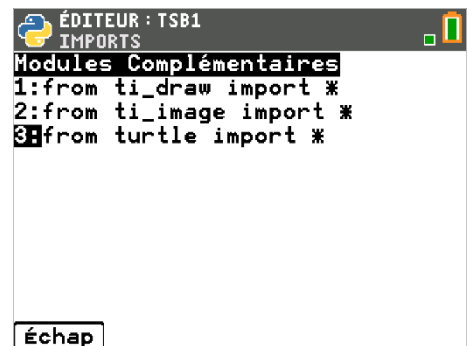 ÉDITEUR : TSB1
IMPORTS
Modules Complémentaires
1:from ti_draw import *
2:from ti_image import *
3:from turtle import *
Échap